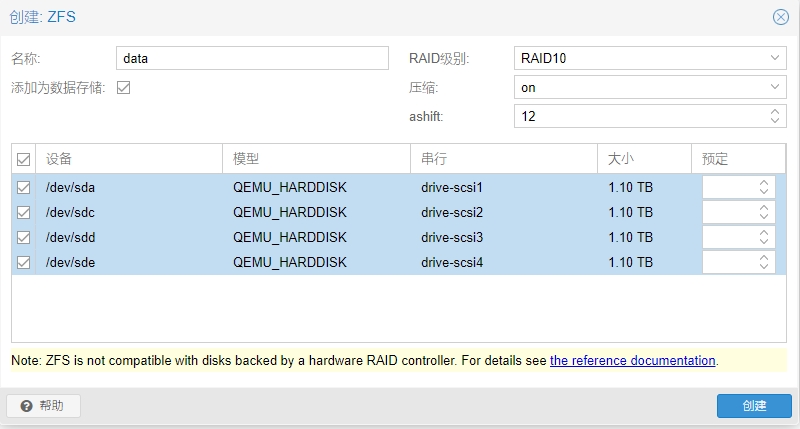 创建: ZFS
名称: data RAID级别: RAID10
添加为数据存储: 压缩: on
ashift: 12
设备 模型 串行 大小 预定
/dev/sda QEMU_HARDDISK drive-scsi1 1.10 TB
/dev/sdc QEMU_HARDDISK drive-scsi2 1.10 TB
/dev/sdd QEMU_HARDDISK drive-scsi3 1.10 TB
/dev/sde QEMU_HARDDISK drive-scsi4 1.10 TB
Note: ZFS is not compatible with disks backed by a hardware RAID controller. For details see the reference documentation.
帮助 创建